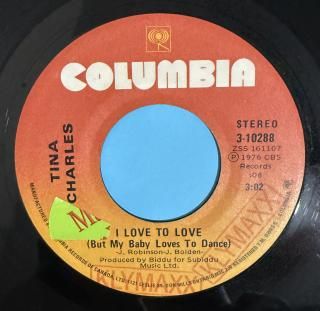 COLUMBIA
STEREO
3-10288
ZSS 161107
Ⓟ 1976 CBS
Records
3:02
TINA
CHARLES
M
I LOVE TO LOVE
(But My Baby Loves To Dance)
-J. Robinson-J. Bolden-
Produced by Biddu for Subiddu
Music Ltd.
KLYMAXX